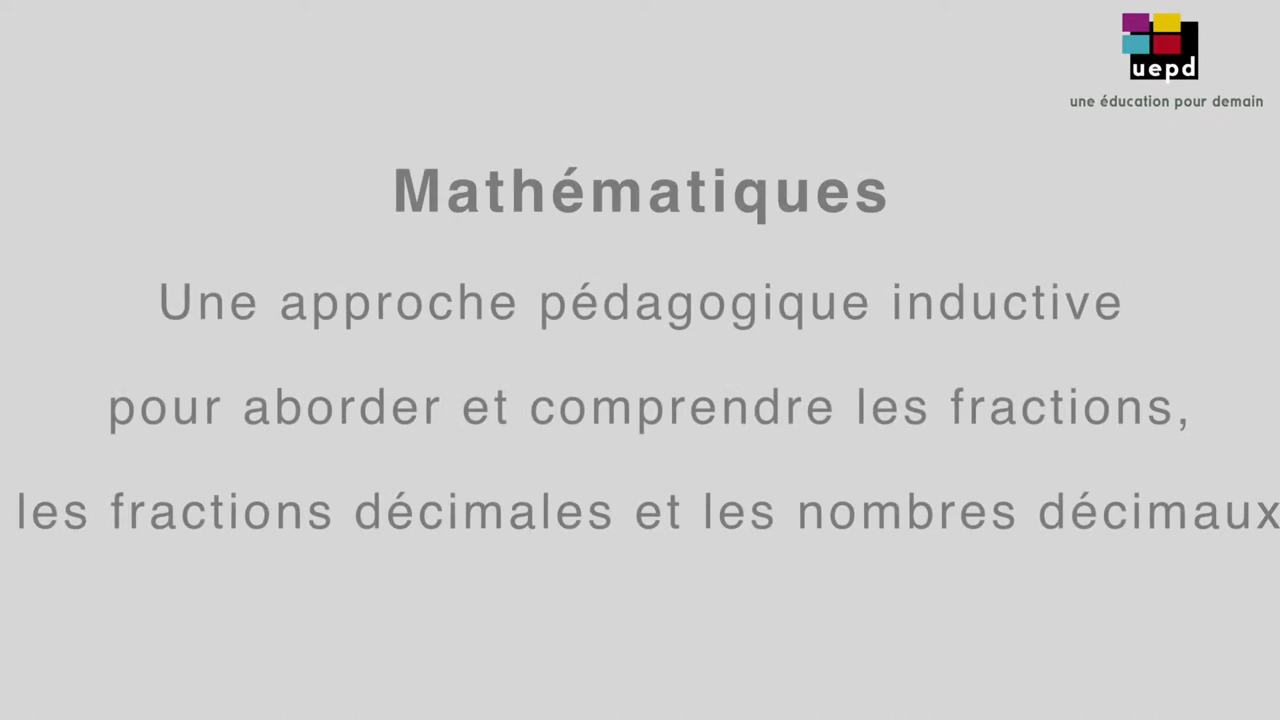 uepd
une éducation pour demain
Mathématiques
Une approche pédagogique inductive
pour aborder et comprendre les fractions,
les fractions décimales et les nombres décimaux